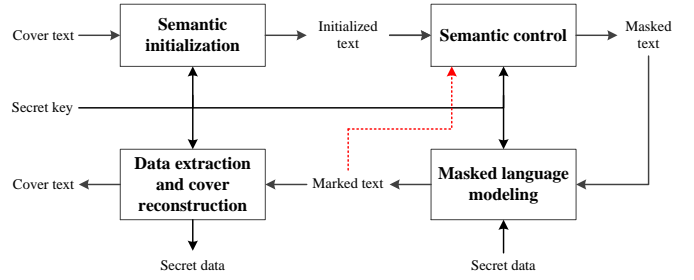 Cover text
Semantic
initialization
Initialized
text
Semantic control
Masked
text
Secret key
Cover text
Data extraction
and cover
reconstruction
Marked text
Masked language
modeling
Secret data
Secret data